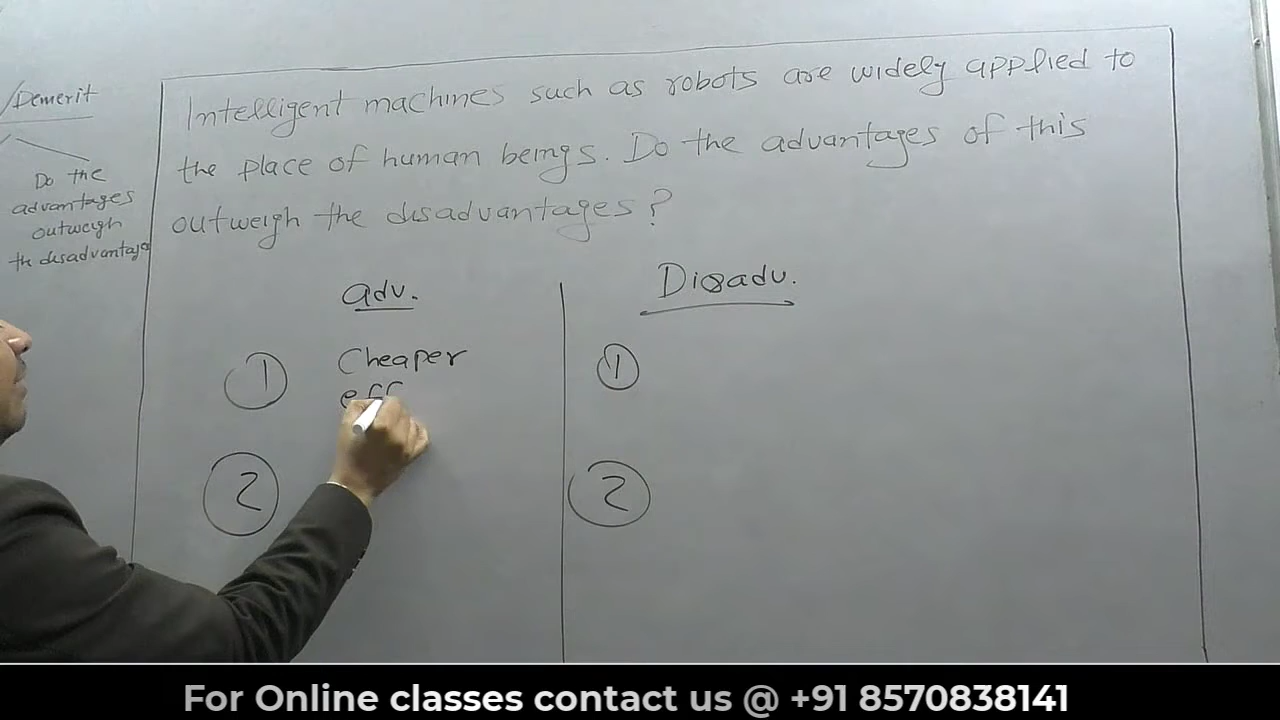 /Demerit
Do the
advantages
outweigh
the disadvantage
Intelligent machines such as robots are widely applied to
the place of human beings. Do the advantages of this
outweigh the disadvantages?
adv.
Disadv.
1
Cheaper
eff
1
2
2
For Online classes contact us @ +91 8570838141